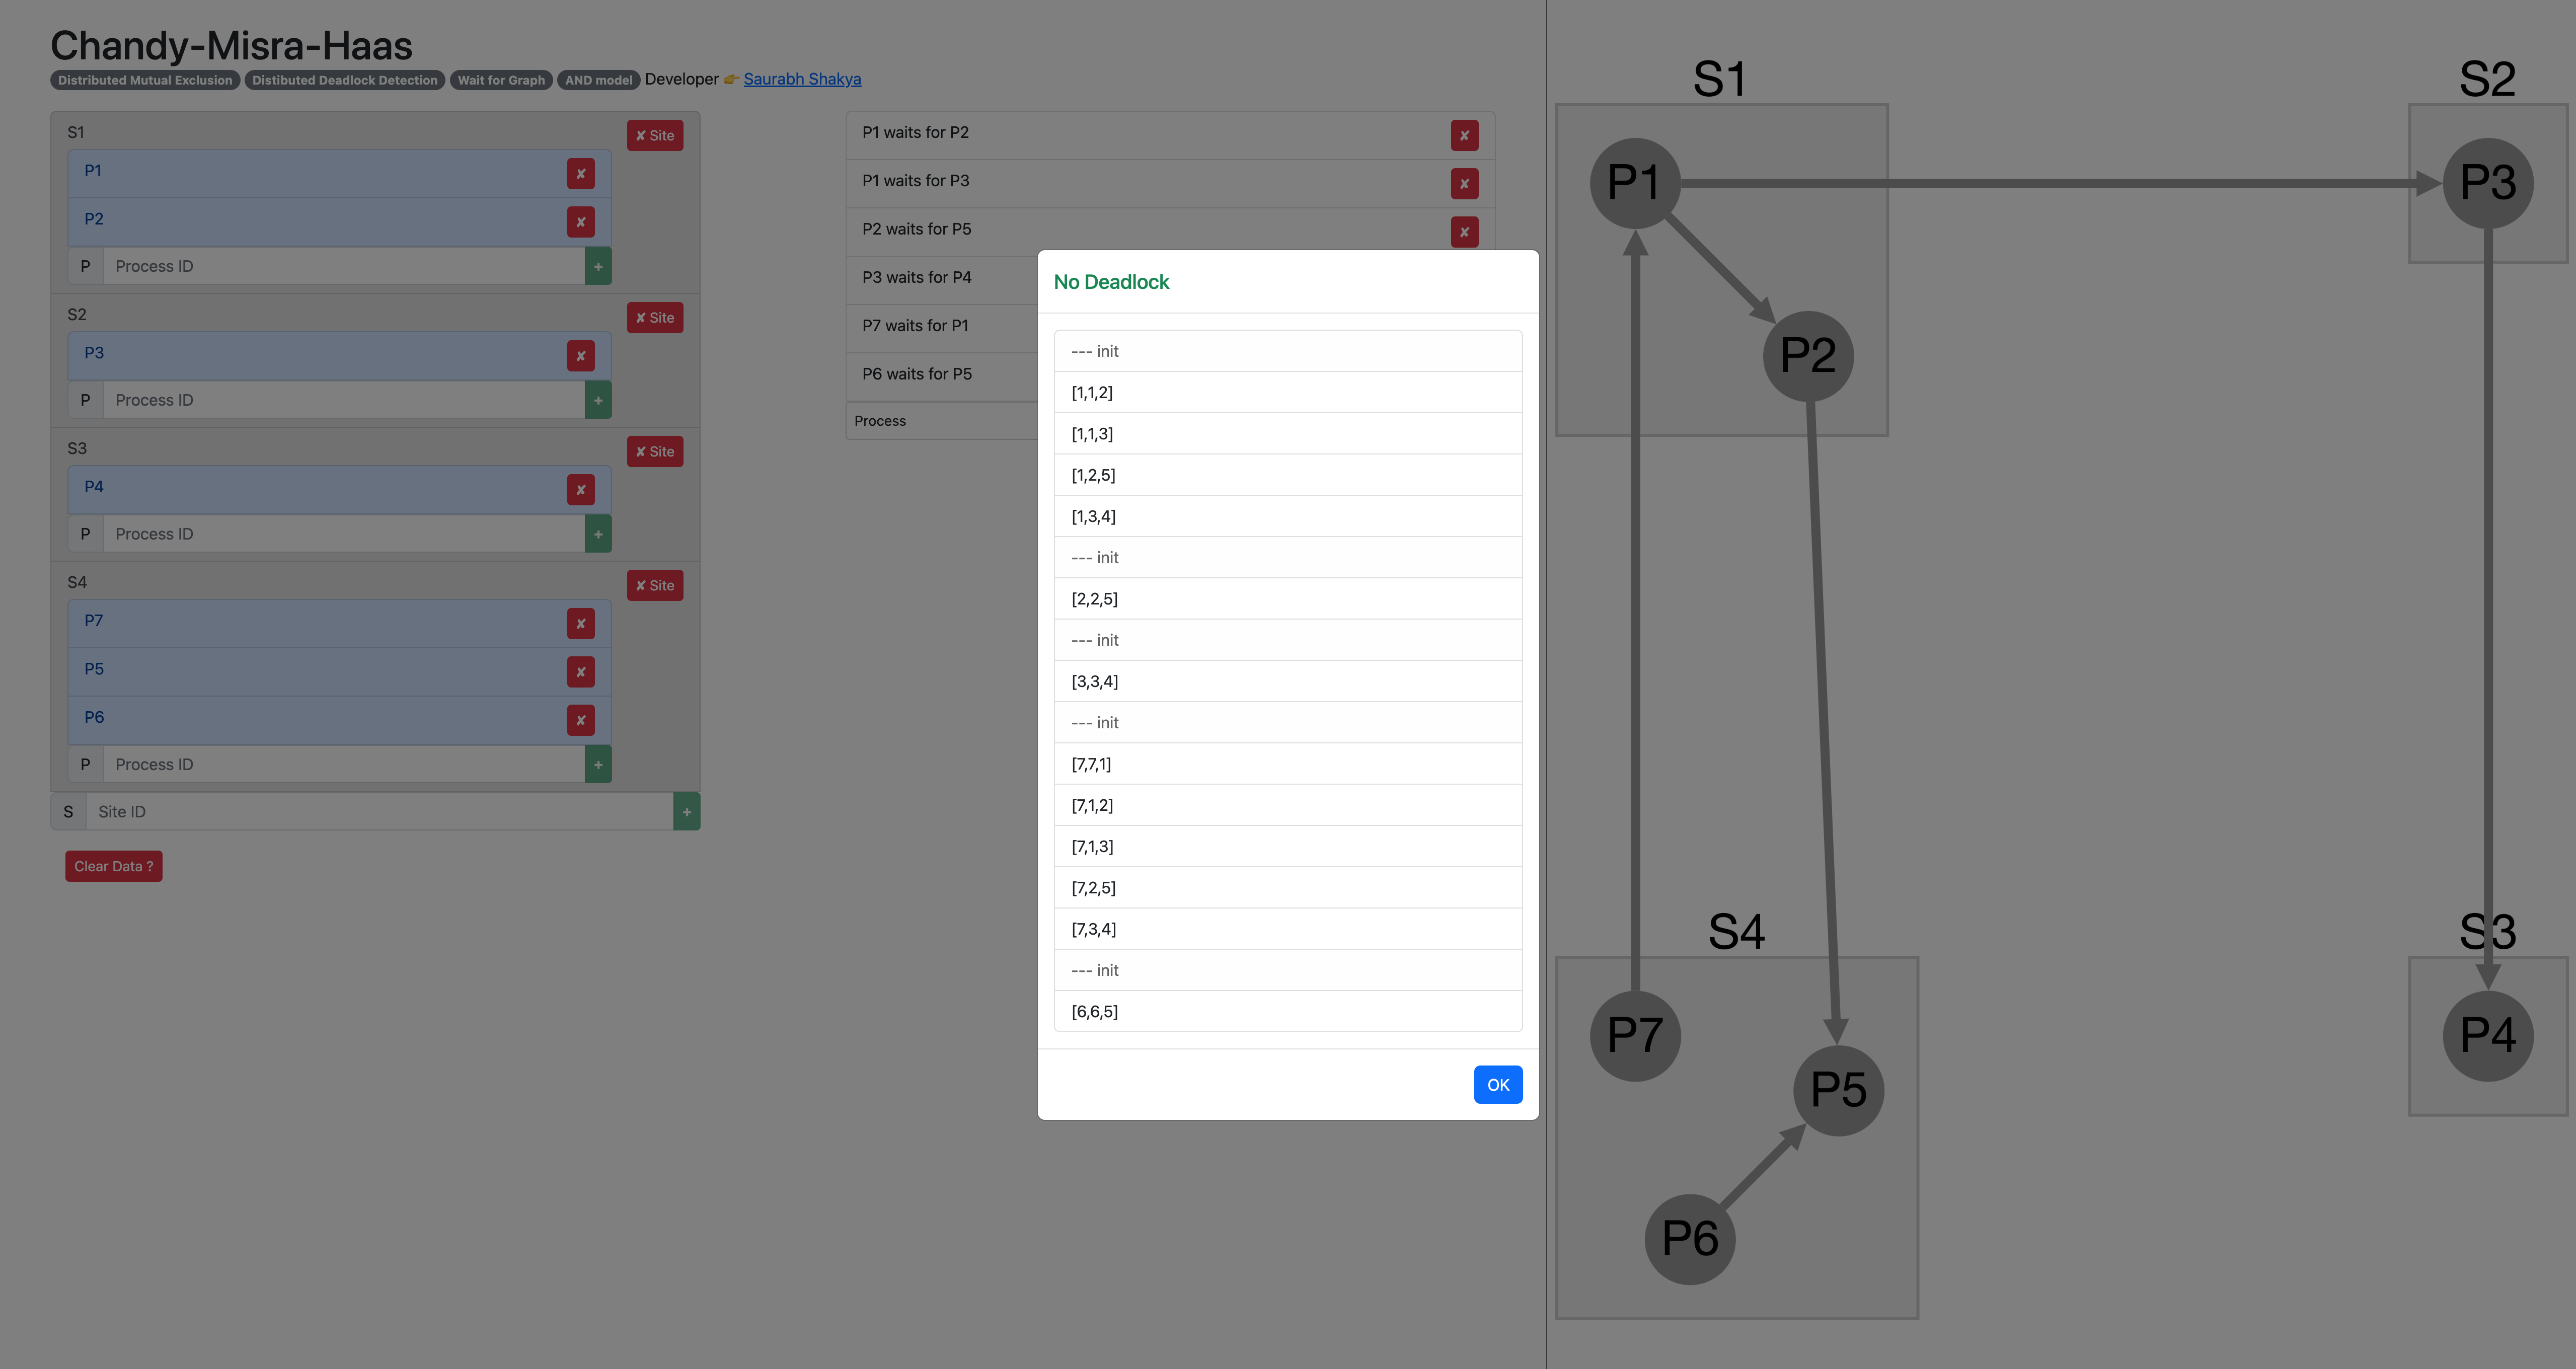 Chandy-Misra-Haas
Distributed Mutual Exclusion Distibuted Deadlock Detection Wait for Graph AND model Developer 👉 Saurabh Shakya
S1
✘ Site
P1
✘
P2
✘
P Process ID +
S2
✘ Site
P3
✘
P Process ID +
S3
✘ Site
P4
✘
P Process ID +
S4
✘ Site
P7
✘
P5
✘
P6
✘
P Process ID +
S Site ID +
Clear Data ?
P1 waits for P2
✘
P1 waits for P3
✘
P2 waits for P5
✘
P3 waits for P4
P7 waits for P1
P6 waits for P5
Process
No Deadlock
--- init
[1,1,2]
[1,1,3]
[1,2,5]
[1,3,4]
--- init
[2,2,5]
--- init
[3,3,4]
--- init
[7,7,1]
[7,1,2]
[7,1,3]
[7,2,5]
[7,3,4]
--- init
[6,6,5]
OK
S1
S2
P1
P3
P2
S4
S3
P7
P4
P5
P6